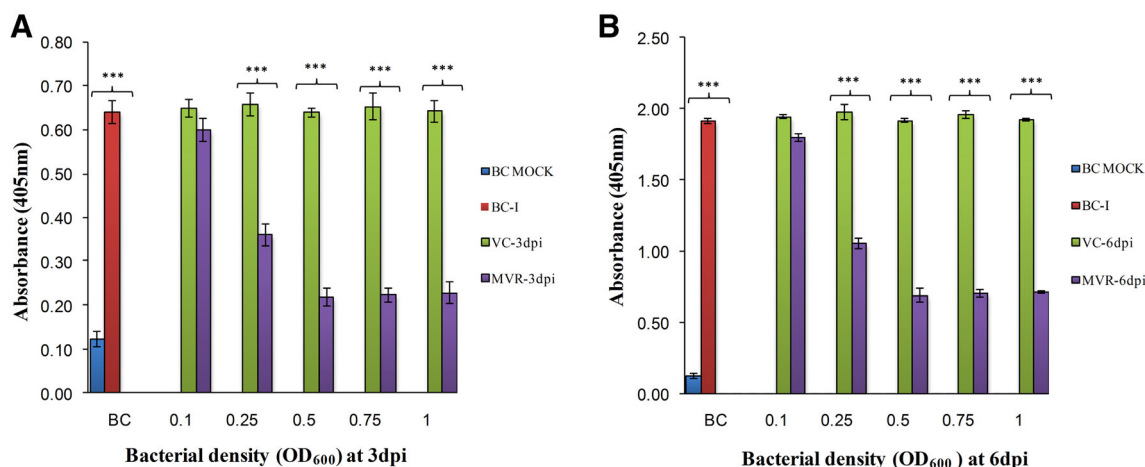 A
0.80
0.70
0.60
0.50
0.40
0.30
0.20
0.10
0.00
Absorbance (405nm)
***
***
***
***
***
BC
0.1
0.25
0.5
0.75
1
Bacterial density (OD600) at 3dpi
BC MOCK
BC-I
VC-3dpi
MVR-3dpi
B
2.50
2.00
1.50
1.00
0.50
0.00
Absorbance (405nm)
***
***
***
***
***
BC
0.1
0.25
0.5
0.75
1
Bacterial density (OD600 ) at 6dpi
BC MOCK
BC-I
VC-6dpi
MVR-6dpi